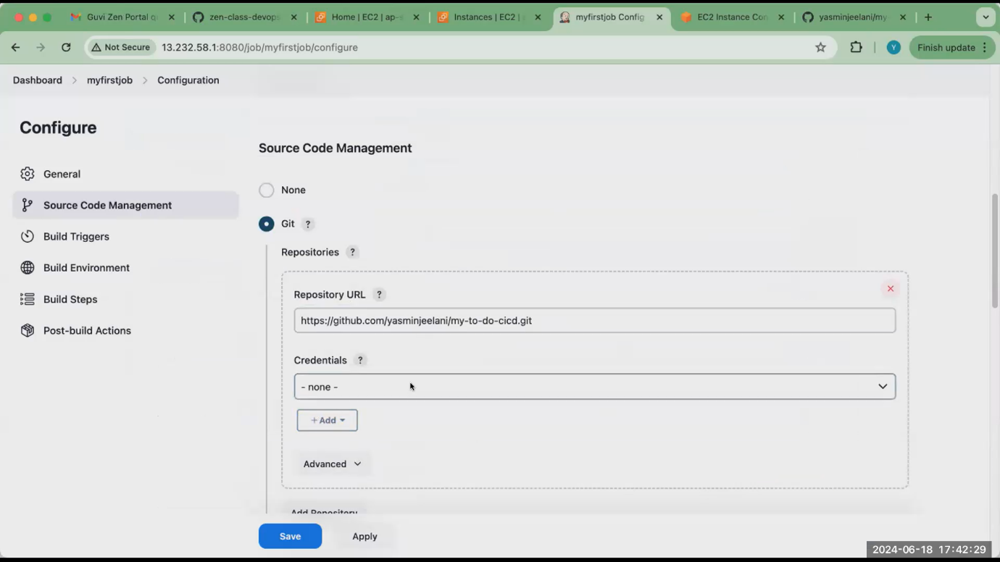 Guvi Zen Portal q
zen-class-devops
Home | EC2 | ap-s
Instances | EC2 |
myfirstjob Config
EC2 Instance Con
yasminjeelani/my
Not Secure
13.232.58.1:8080/job/myfirstjob/configure
Y
Finish update
Dashboard > myfirstjob > Configuration
Configure
General
Source Code Management
Build Triggers
Build Environment
Build Steps
Post-build Actions
Source Code Management
None
Git ?
Repositories ?
Repository URL ?
https://github.com/yasminjeelani/my-to-do-cicd.git
Credentials ?
- none -
+ Add
Advanced
Add Repository
Save
Apply
2024-06-18 17:42:29